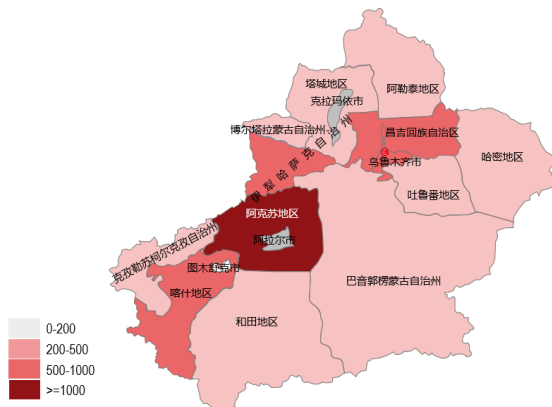 塔城地区
阿勒泰地区
克拉玛依市
博尔塔拉蒙古自治州
昌吉回族自治区
伊犁哈萨克自治州
乌鲁木齐市
哈密地区
吐鲁番地区
阿克苏地区
阿拉尔市
克孜勒苏柯尔克孜自治州
图木舒克市
巴音郭楞蒙古自治州
喀什地区
和田地区
0-200
200-500
500-1000
>=1000